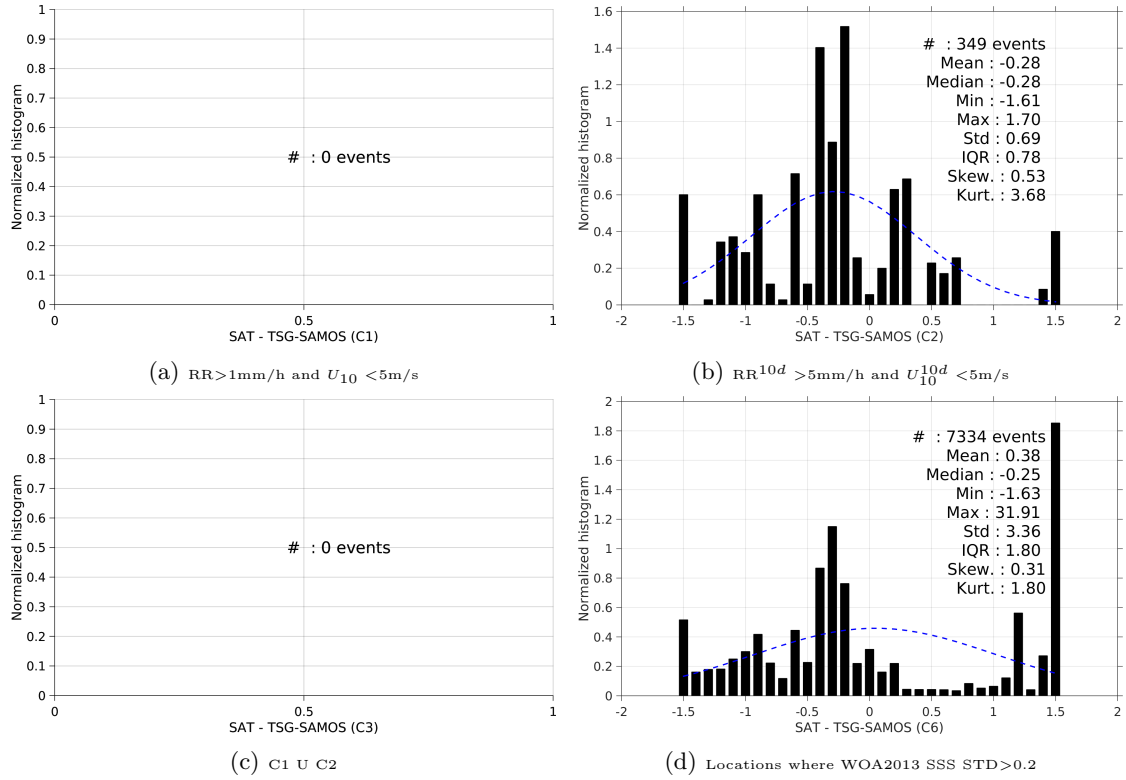 1
0.9
0.8
0.7
0.6
0.5
0.4
0.3
0.2
0.1
0
Normalized histogram
# : 0 events
0 0.5 1
SAT - TSG-SAMOS (C1)
(a) RR>1mm/h and U10 <5m/s
1.6
1.4
1.2
1
0.8
0.6
0.4
0.2
0
Normalized histogram
# : 349 events
Mean : -0.28
Median : -0.28
Min : -1.61
Max : 1.70
Std : 0.69
IQR : 0.78
Skew. : 0.53
Kurt. : 3.68
-2 -1.5 -1 -0.5 0 0.5 1 1.5 2
SAT - TSG-SAMOS (C2)
(b) RR10d >5mm/h and U10d10 <5m/s
1
0.9
0.8
0.7
0.6
0.5
0.4
0.3
0.2
0.1
0
Normalized histogram
# : 0 events
0 0.5 1
SAT - TSG-SAMOS (C3)
(c) C1 U C2
2
1.8
1.6
1.4
1.2
1
0.8
0.6
0.4
0.2
0
Normalized histogram
# : 7334 events
Mean : 0.38
Median : -0.25
Min : -1.63
Max : 31.91
Std : 3.36
IQR : 1.80
Skew. : 0.31
Kurt. : 1.80
-2 -1.5 -1 -0.5 0 0.5 1 1.5 2
SAT - TSG-SAMOS (C6)
(d) Locations where WOA2013 SSS STD>0.2